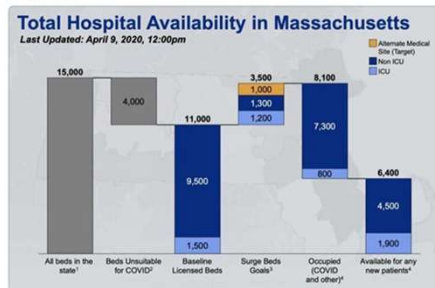 Total Hospital Availability in Massachusetts
Last Updated: April 9, 2020, 12:00pm
Alternate Medical
Site (Target)
Non ICU
ICU
15,000
4,000
11,000
9,500
1,500
3,500
1,000
1,300
1,200
8,100
7,300
800
6,400
4,500
1,900
All beds in the
state¹
Beds Unsuitable
for COVID²
Baseline
Licensed Beds
Surge Beds
Goals³
Occupied
(COVID
and other)⁴
Available for any
new patients⁴